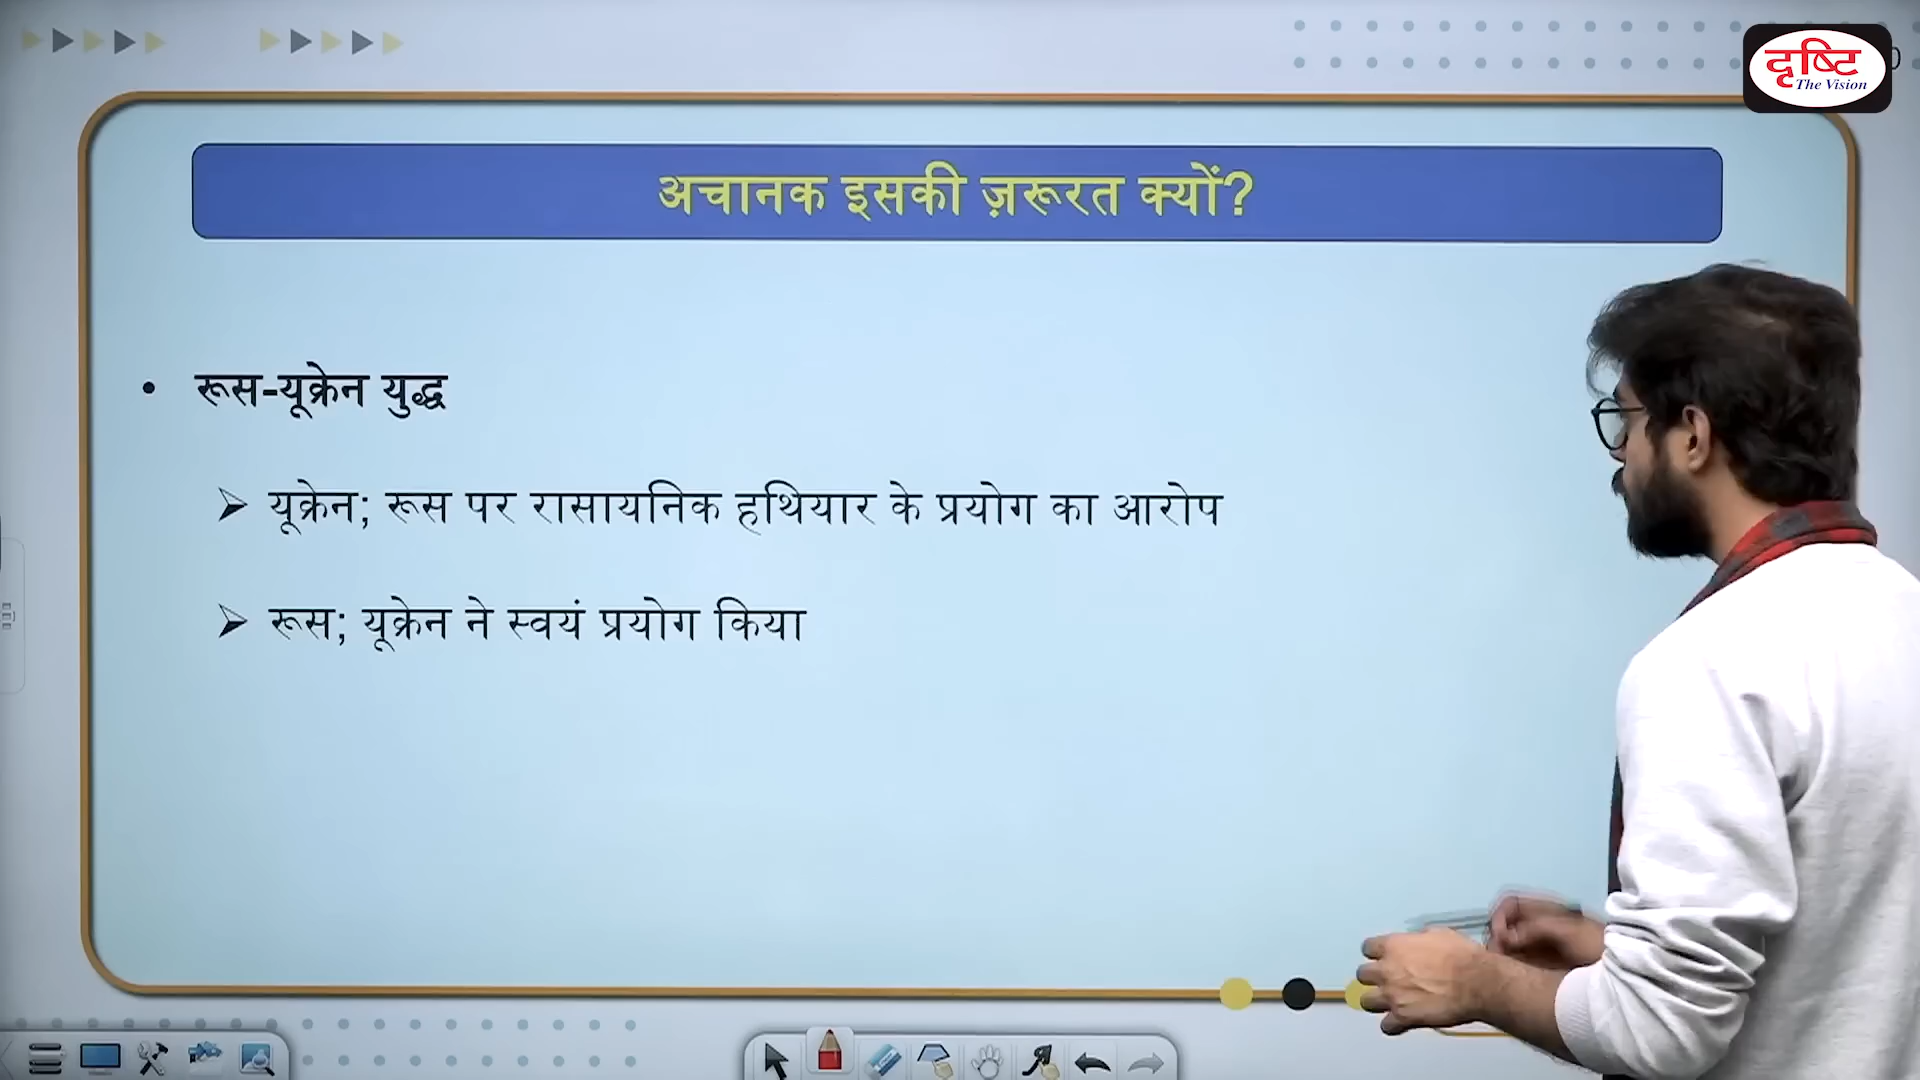 दृष्टि
The Vision
अचानक इसकी ज़रूरत क्यों?
• रूस-यूक्रेन युद्ध
➢ यूक्रेन; रूस पर रासायनिक हथियार के प्रयोग का आरोप
➢ रूस; यूक्रेन ने स्वयं प्रयोग किया